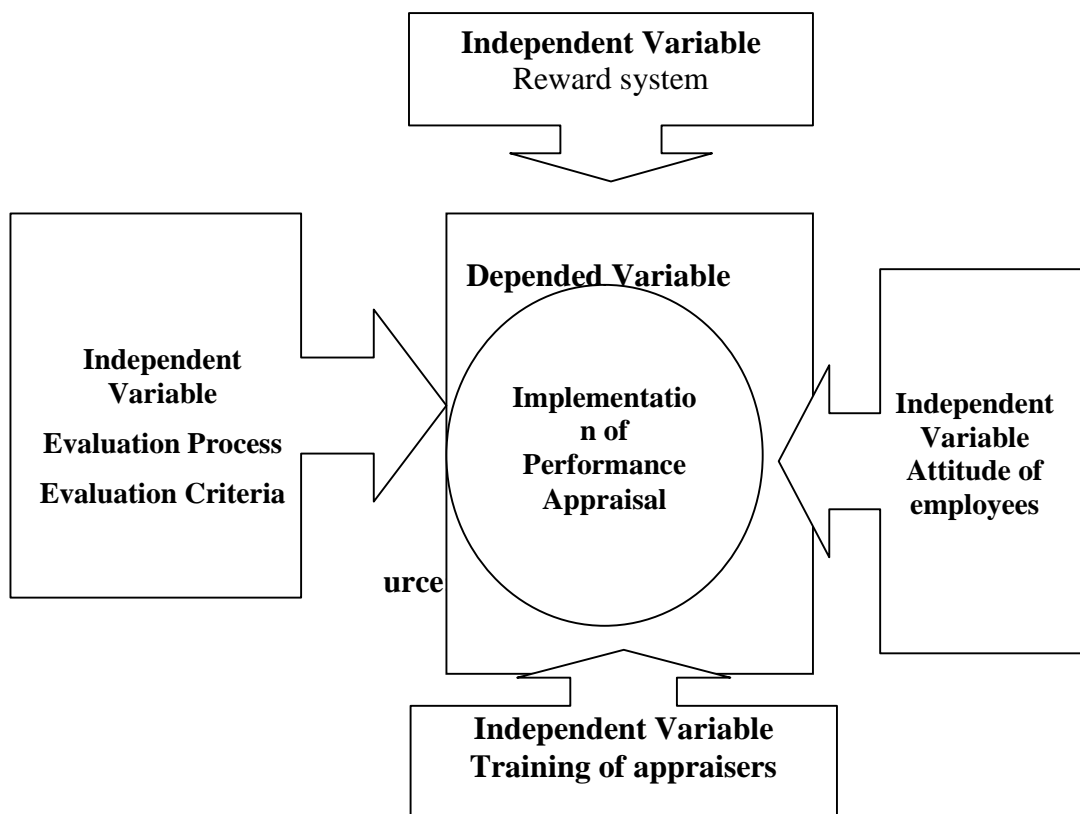 Independent Variable
Reward system
Depended Variable
Independent
Variable
Evaluation Process
Evaluation Criteria
Implementatio
n of
Performance
Appraisal
Independent
Variable
Attitude of
employees
urce
Independent Variable
Training of appraisers